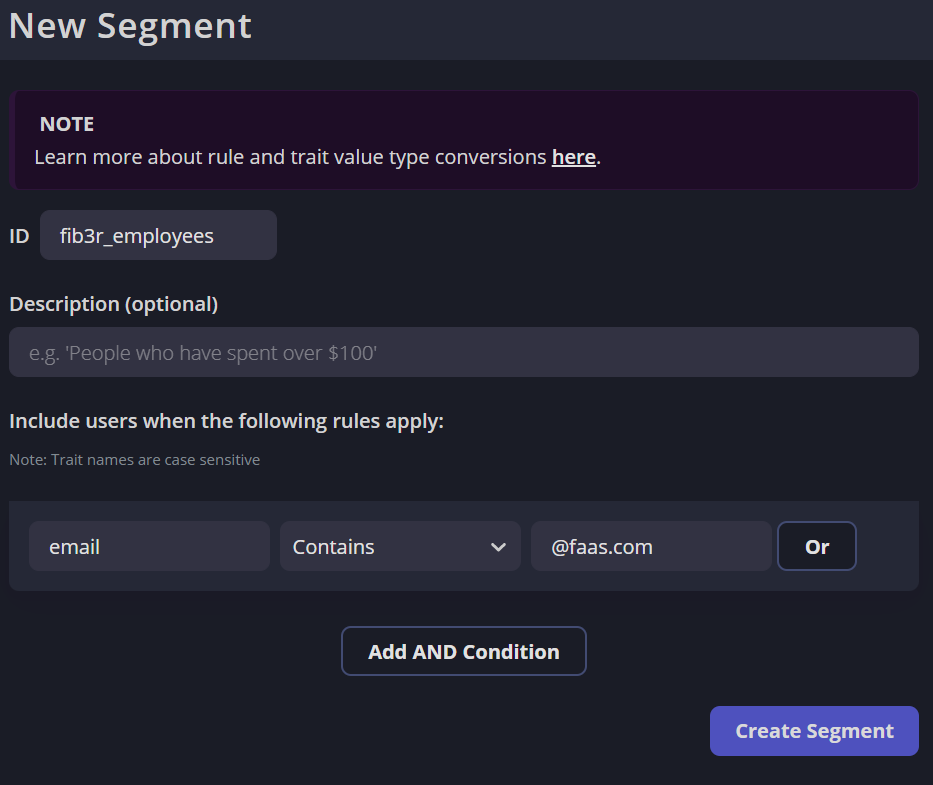 New Segment
NOTE
Learn more about rule and trait value type conversions here.
ID fib3r_employees
Description (optional)
e.g. 'People who have spent over $100'
Include users when the following rules apply:
Note: Trait names are case sensitive
email Contains @faas.com Or
Add AND Condition
Create Segment